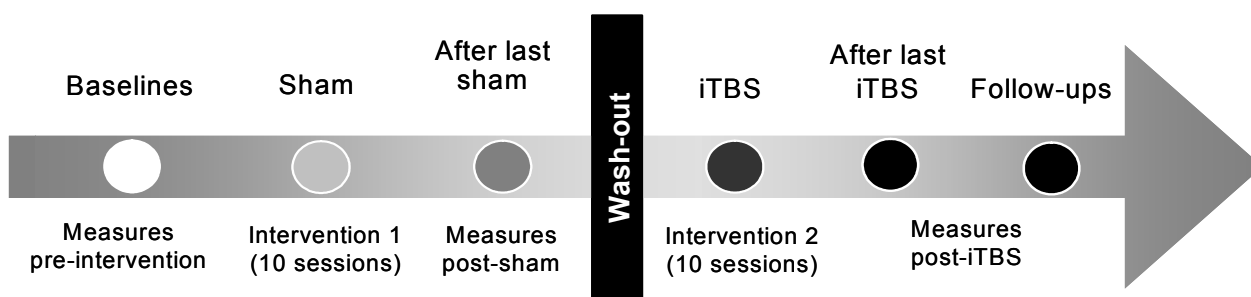 Baselines
Sham
After last
sham
Wash-out
iTBS
After last
iTBS
Follow-ups
Measures
pre-intervention
Intervention 1
(10 sessions)
Measures
post-sham
Intervention 2
(10 sessions)
Measures
post-iTBS